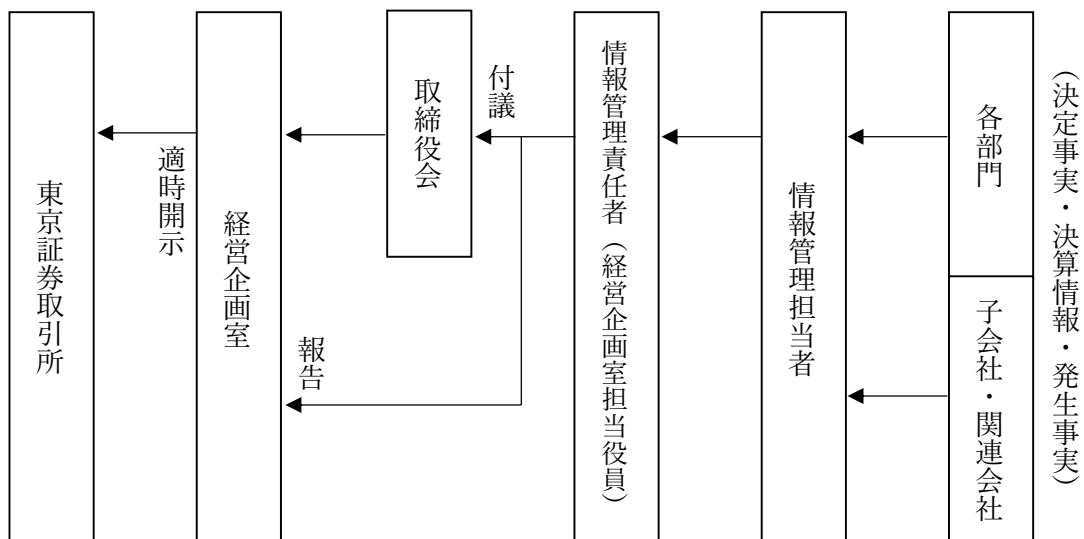 （決定事実・決算情報・発生事実）
各部門
子会社・関連会社
情報管理担当者
情報管理責任者（経営企画室担当役員）
付議
取締役会
報告
経営企画室
適時開示
東京証券取引所